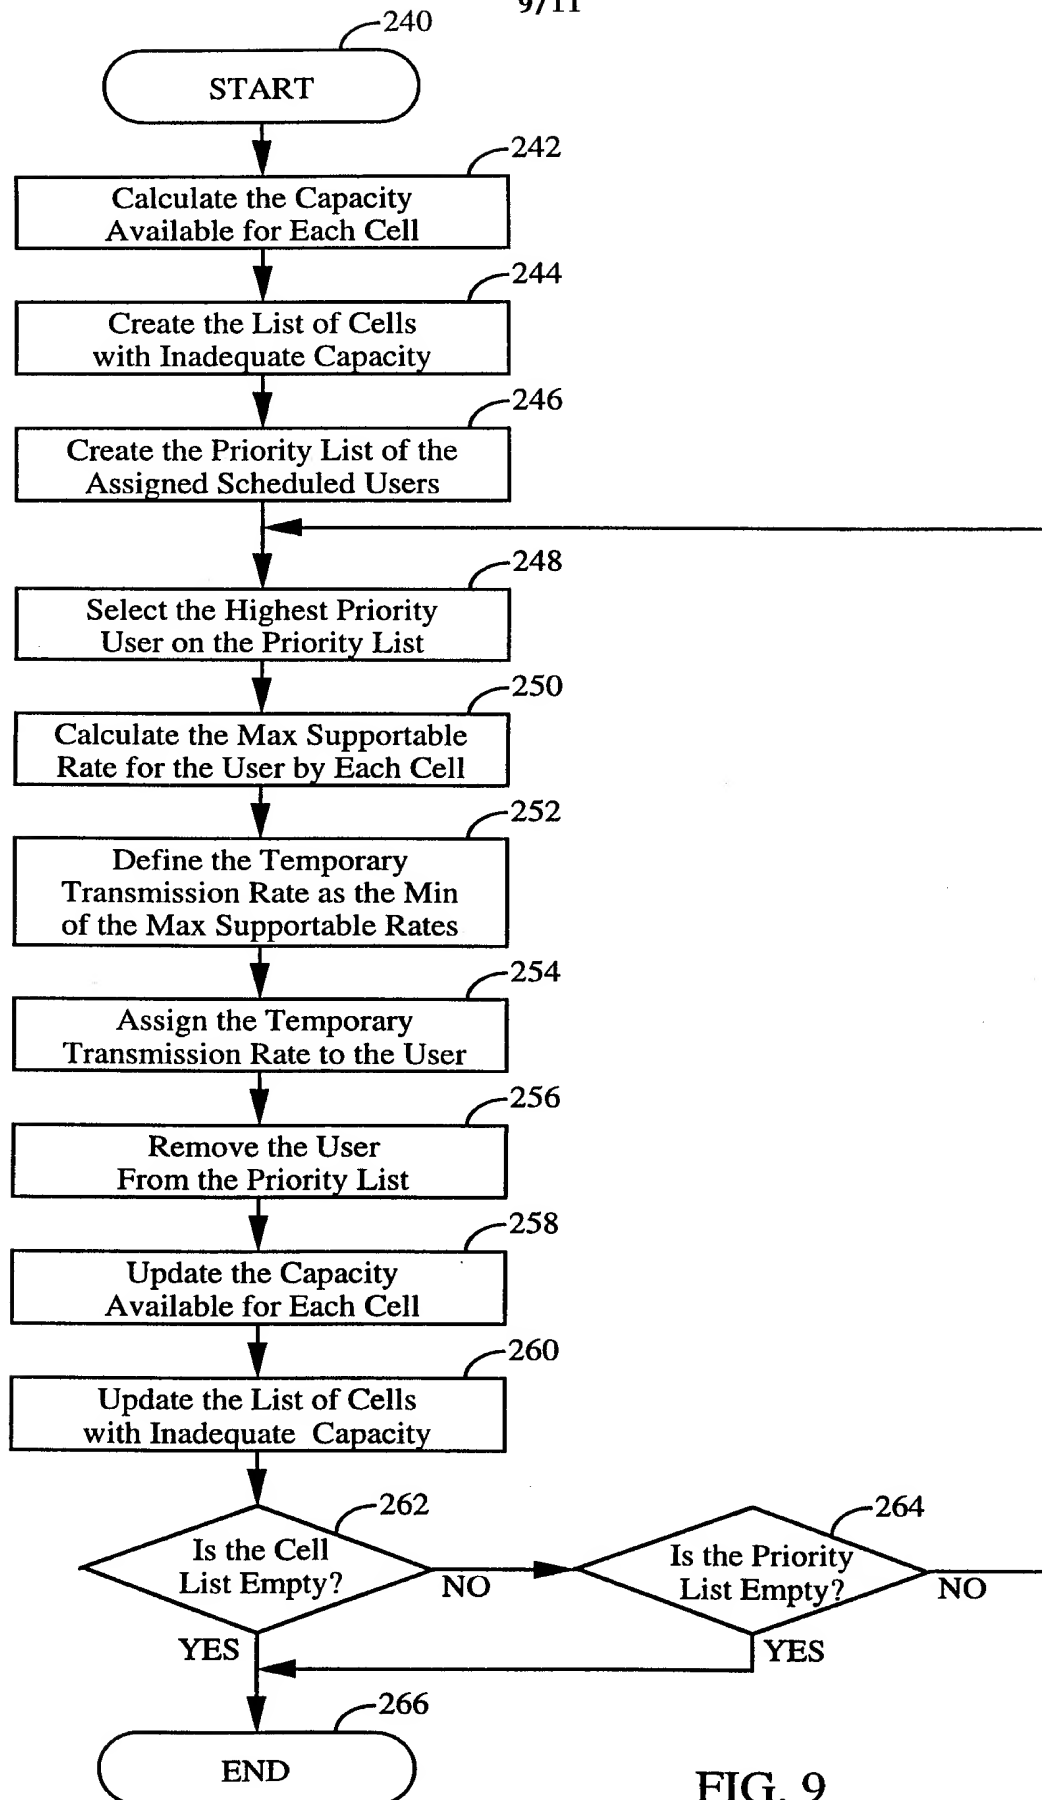 9/11
240
START
242
Calculate the Capacity
Available for Each Cell
244
Create the List of Cells
with Inadequate Capacity
246
Create the Priority List of the
Assigned Scheduled Users
248
Select the Highest Priority
User on the Priority List
250
Calculate the Max Supportable
Rate for the User by Each Cell
252
Define the Temporary
Transmission Rate as the Min
of the Max Supportable Rates
254
Assign the Temporary
Transmission Rate to the User
256
Remove the User
From the Priority List
258
Update the Capacity
Available for Each Cell
260
Update the List of Cells
with Inadequate Capacity
262
Is the Cell
List Empty?
NO
YES
264
Is the Priority
List Empty?
NO
YES
266
END
FIG. 9